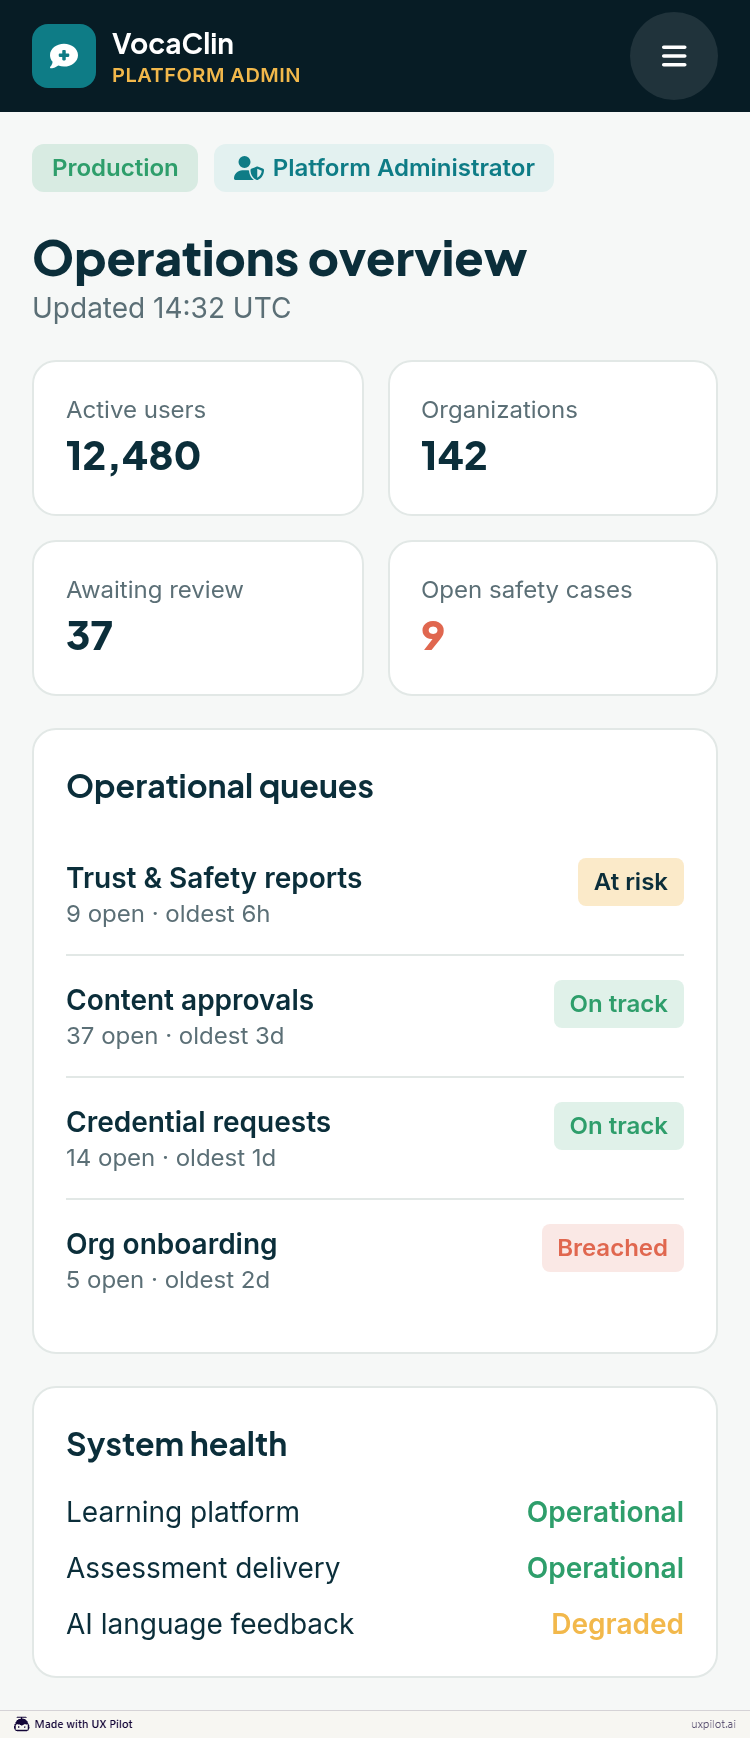 VocaClin
PLATFORM ADMIN
Production
Platform Administrator
Operations overview
Updated 14:32 UTC
Active users
12,480
Organizations
142
Awaiting review
37
Open safety cases
9
Operational queues
Trust & Safety reports
At risk
9 open · oldest 6h
Content approvals
On track
37 open · oldest 3d
Credential requests
On track
14 open · oldest 1d
Org onboarding
Breached
5 open · oldest 2d
System health
Learning platform Operational
Assessment delivery Operational
AI language feedback Degraded
Made with UX Pilot
uxpilot.ai